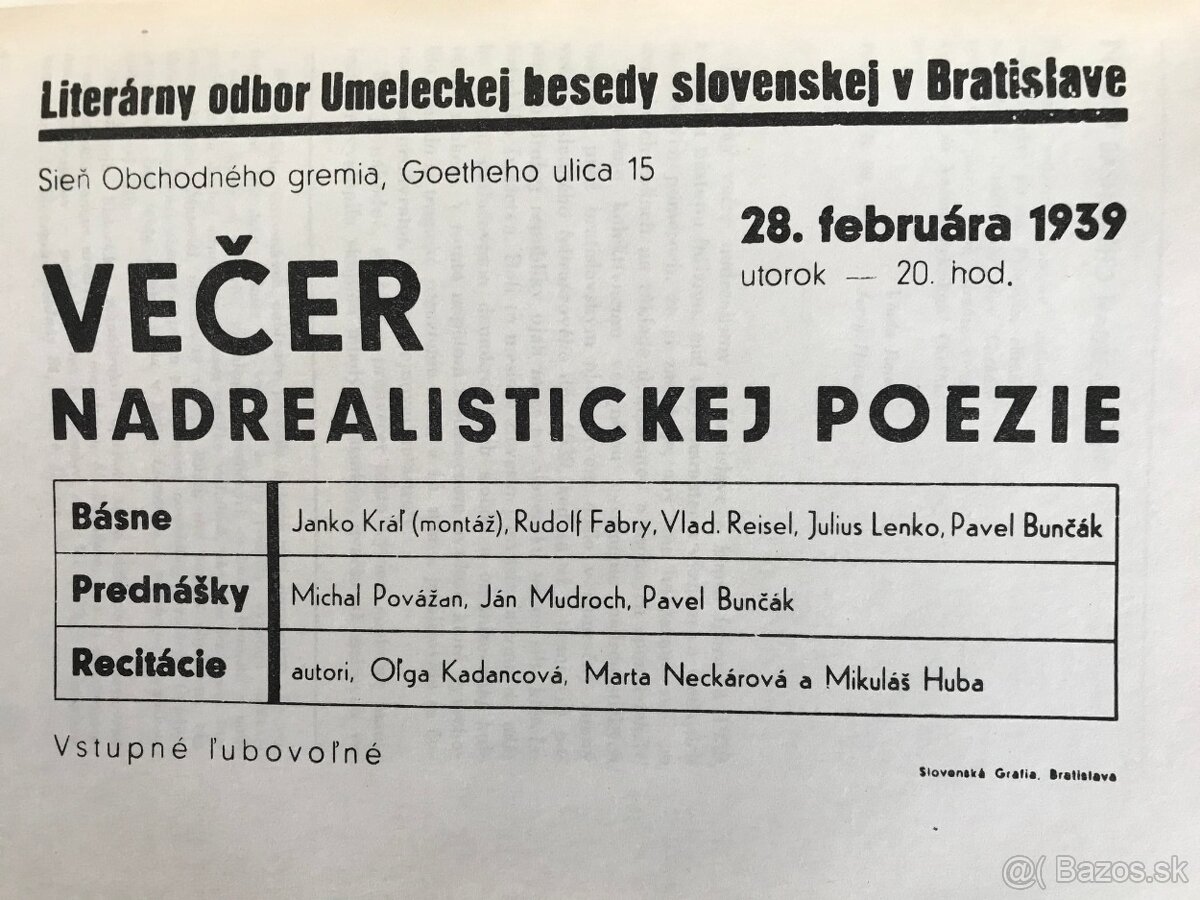 Literárny odbor Umeleckej besedy slovenskej v Bratislave
Sieň Obchodného gremia, Goetheho ulica 15
28. februára 1939
utorok — 20. hod.
VEČER
NADREALISTICKEJ POEZIE
Básne Janko Kráľ (montáž), Rudolf Fabry, Vlad. Reisel, Julius Lenko, Pavel Bunčák
Prednášky Michal Považan, Ján Mudroch, Pavel Bunčák
Recitácie autori, Oľga Kadancová, Marta Neckárová a Mikuláš Huba
Vstupné ľubovoľné
Slovenská Grafia, Bratislava
@( Bazos.sk